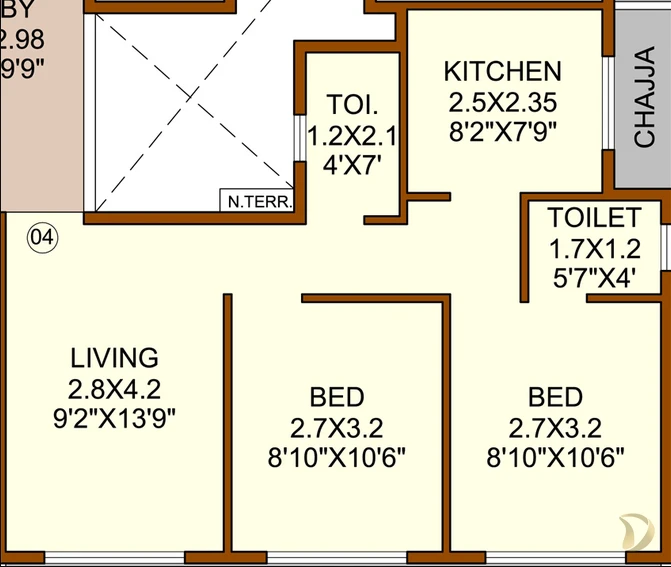 BY
2.98
9'9"
KITCHEN
2.5X2.35
8'2"X7'9"
CHAJJA
TOI.
1.2X2.1
4'X7'
N.TERR.
04
TOILET
1.7X1.2
5'7"X4'
LIVING
2.8X4.2
9'2"X13'9"
BED
2.7X3.2
8'10"X10'6"
BED
2.7X3.2
8'10"X10'6"